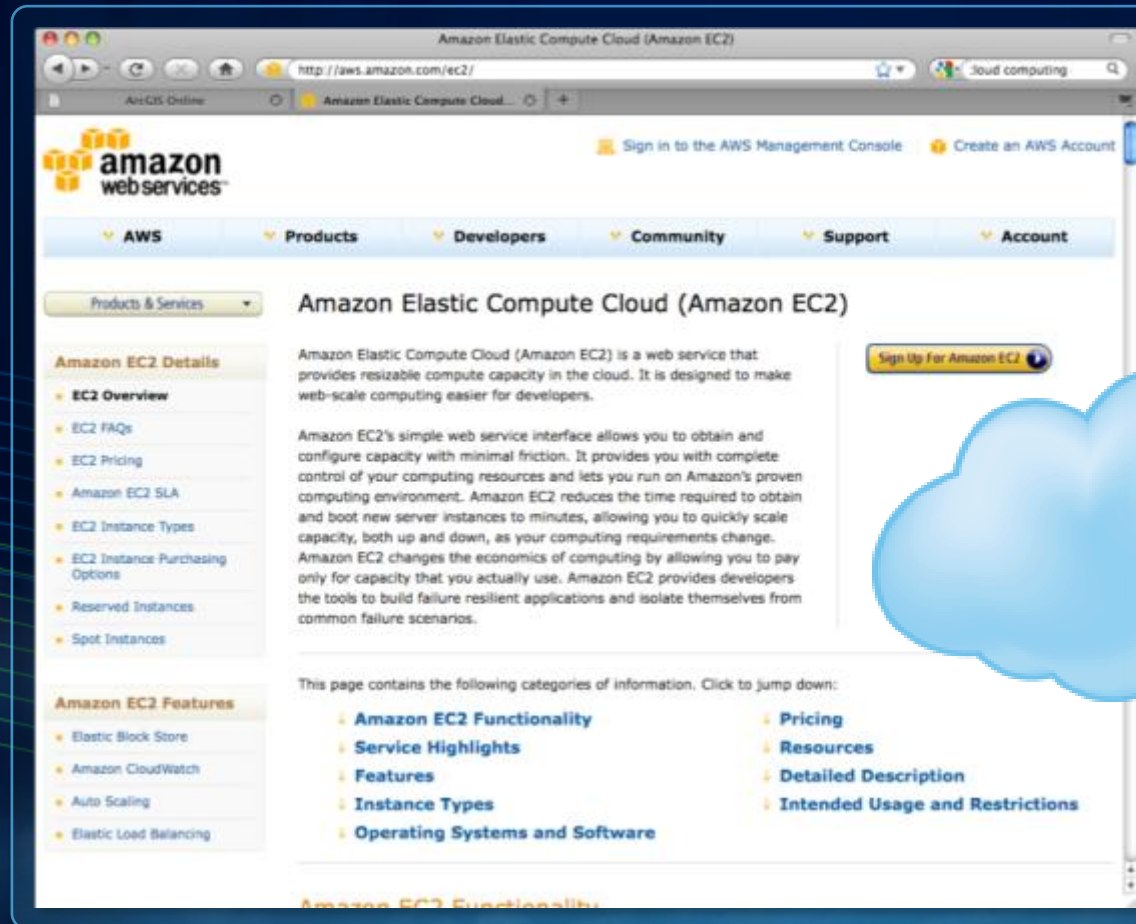 Amazon Elastic Compute Cloud (Amazon EC2)
http://aws.amazon.com/ec2/
loud computing
ArcGIS Online
Amazon Elastic Compute Cloud...
amazon
webservices™
Sign in to the AWS Management Console
Create an AWS Account
AWS
Products
Developers
Community
Support
Account
Products & Services
Amazon EC2 Details
EC2 Overview
EC2 FAQs
EC2 Pricing
Amazon EC2 SLA
EC2 Instance Types
EC2 Instance Purchasing
Options
Reserved Instances
Spot Instances
Amazon EC2 Features
Elastic Block Store
Amazon CloudWatch
Auto Scaling
Elastic Load Balancing
Amazon Elastic Compute Cloud (Amazon EC2)
Amazon Elastic Compute Cloud (Amazon EC2) is a web service that
provides resizable compute capacity in the cloud. It is designed to make
web-scale computing easier for developers.
Amazon EC2's simple web service interface allows you to obtain and
configure capacity with minimal friction. It provides you with complete
control of your computing resources and lets you run on Amazon's proven
computing environment. Amazon EC2 reduces the time required to obtain
and boot new server instances to minutes, allowing you to quickly scale
capacity, both up and down, as your computing requirements change.
Amazon EC2 changes the economics of computing by allowing you to pay
only for capacity that you actually use. Amazon EC2 provides developers
the tools to build failure resilient applications and isolate themselves from
common failure scenarios.
Sign Up For Amazon EC2
This page contains the following categories of information. Click to jump down:
Amazon EC2 Functionality
Service Highlights
Features
Instance Types
Operating Systems and Software
Pricing
Resources
Detailed Description
Intended Usage and Restrictions
Amazon EC2 Functionality